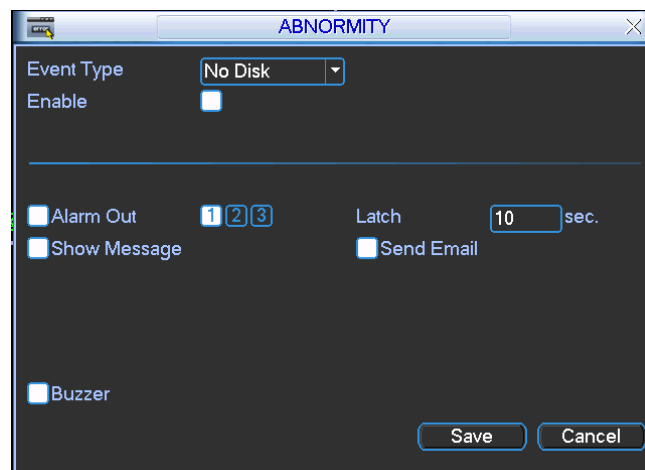 error
ABNORMITY
Event Type No Disk
Enable
Alarm Out 1 2 3 Latch 10 sec.
Show Message Send Email
Buzzer
Save Cancel